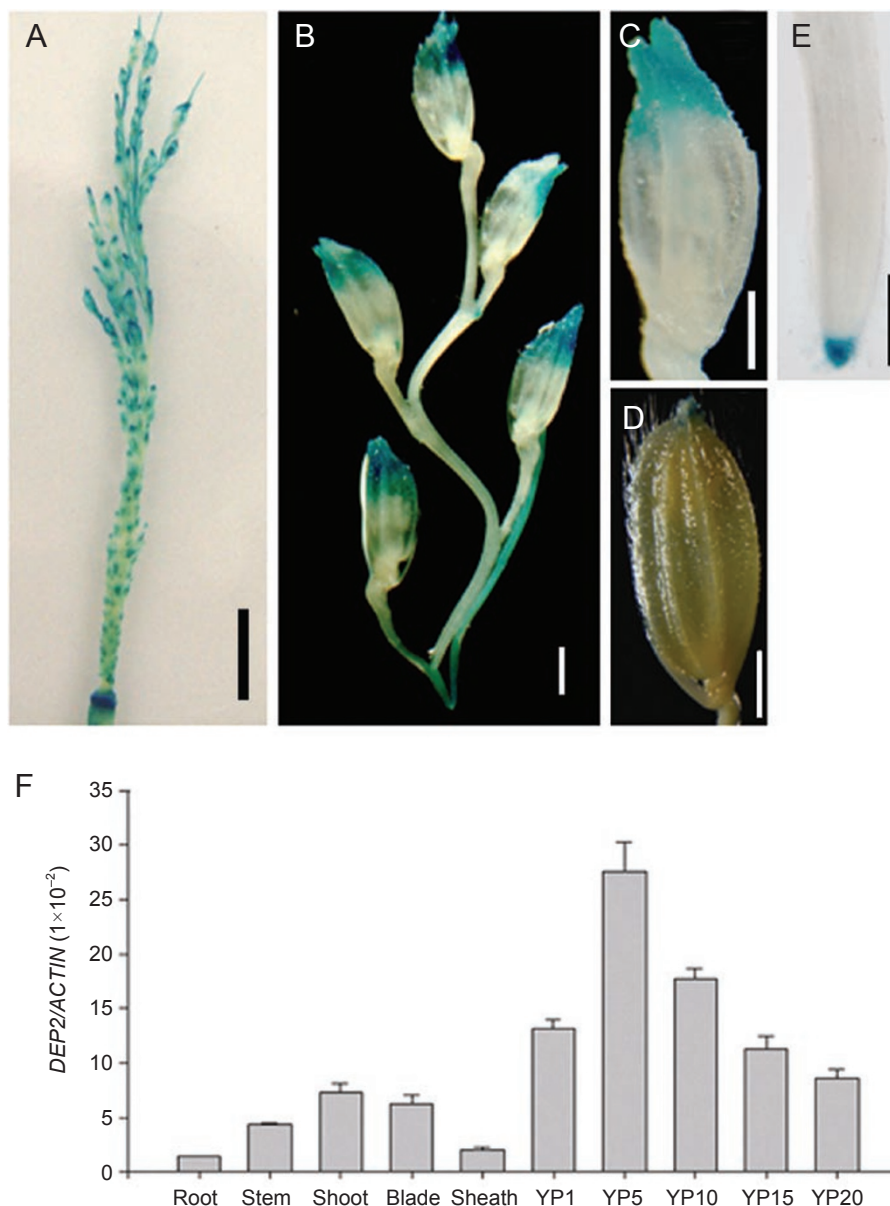 A
B
C
E
D
F
DEP2/ACTIN (1×10⁻²)
35
30
25
20
15
10
5
0
Root Stem Shoot Blade Sheath YP1 YP5 YP10 YP15 YP20